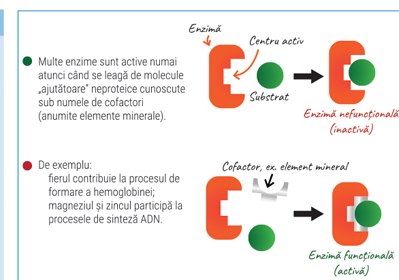 Enzimă
Centru activ
Multe enzime sunt active numai
atunci când se leagă de molecule
„ajutătoare” neproteice cunoscute
sub numele de cofactori
(anumite elemente minerale).
Substrat
Enzimă nefuncțională
(inactivă)
De exemplu:
fierul contribuie la procesul de
formare a hemoglobinei;
magneziul și zincul participă la
procesele de sinteză ADN.
Cofactor, ex. element mineral
Enzimă funcțională
(activă)